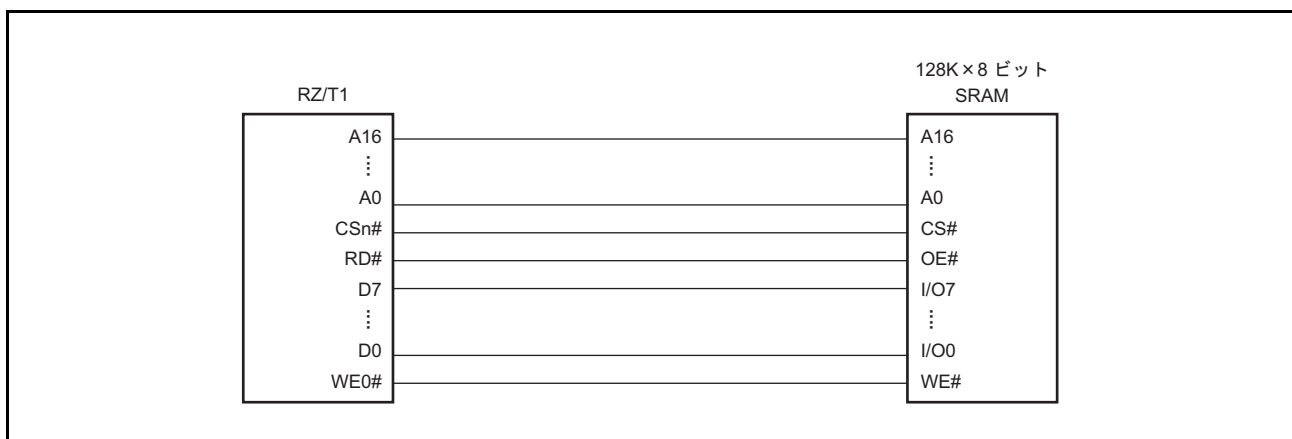 RZ/T1
A16
⋮
A0
CSn#
RD#
D7
⋮
D0
WE0#
128K×8 ビット
SRAM
A16
⋮
A0
CS#
OE#
I/O7
⋮
I/O0
WE#